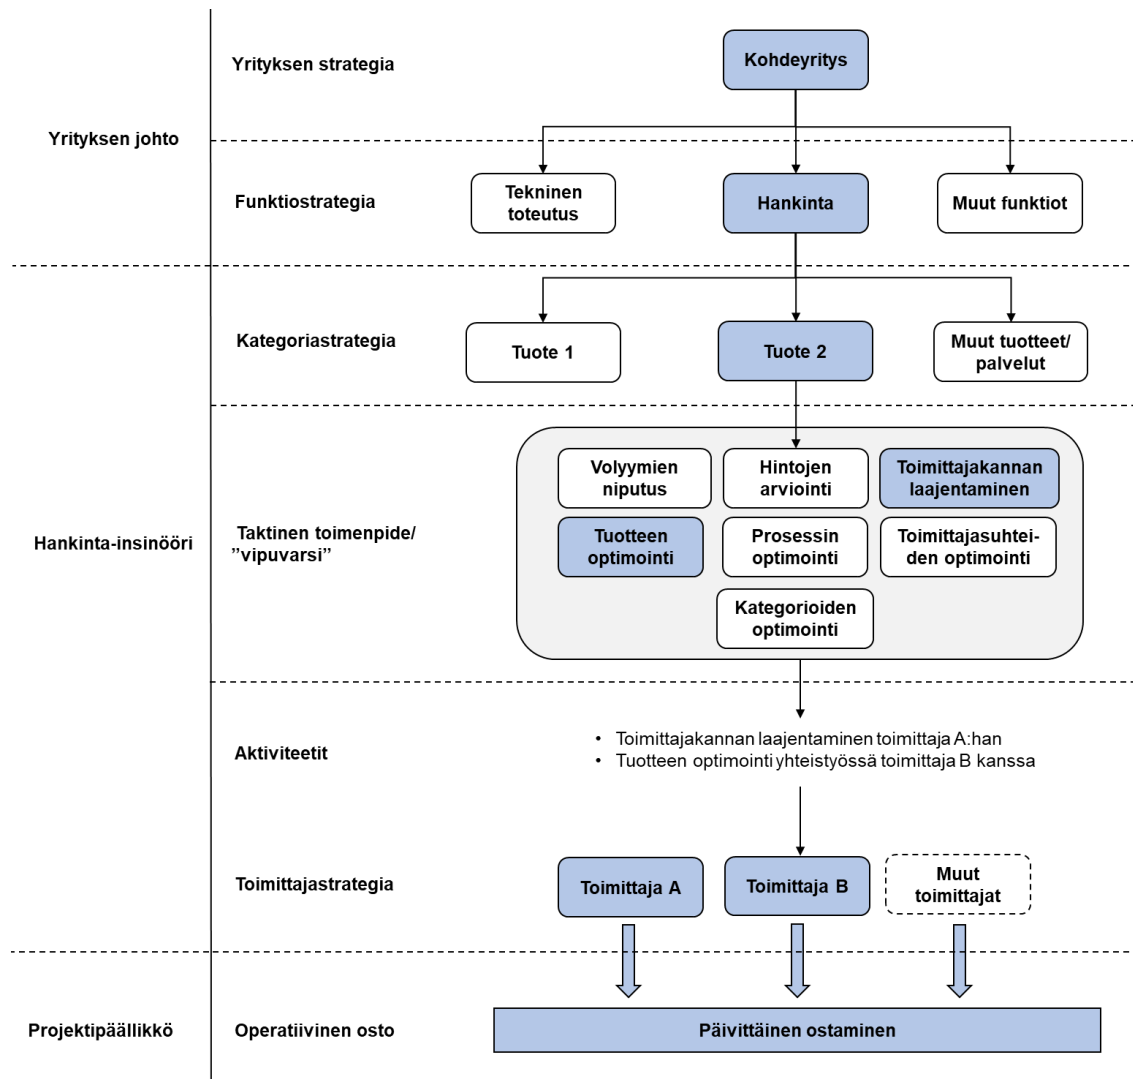 Yrityksen strategia
Kohdeyritys
Yrityksen johto
Funktiostrategia
Tekninen
toteutus
Hankinta
Muut funktiot
Kategoriastrategia
Tuote 1
Tuote 2
Muut tuotteet/
palvelut
Hankinta-insinööri
Taktinen toimenpide/
”vipuvarsi”
Volyymien
niputus
Hintojen
arviointi
Toimittajakannan
laajentaminen
Tuotteen
optimointi
Prosessin
optimointi
Toimittajasuhtei-
den optimointi
Kategorioiden
optimointi
Aktiviteetit
• Toimittajakannan laajentaminen toimittaja A:han
• Tuotteen optimointi yhteistyössä toimittaja B kanssa
Toimittajastrategia
Toimittaja A
Toimittaja B
Muut
toimittajat
Projektipäällikkö
Operatiivinen osto
Päivittäinen ostaminen